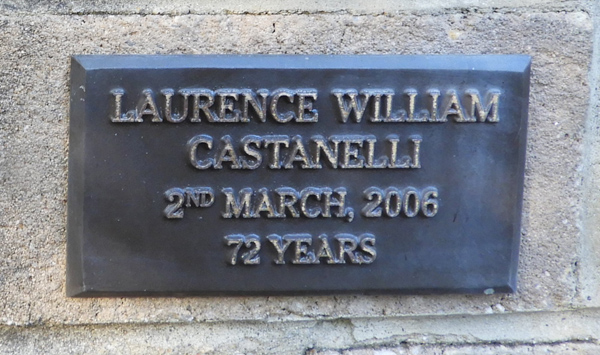 LAURENCE WILLIAM
CASTANELLI
2ND MARCH, 2006
72 YEARS